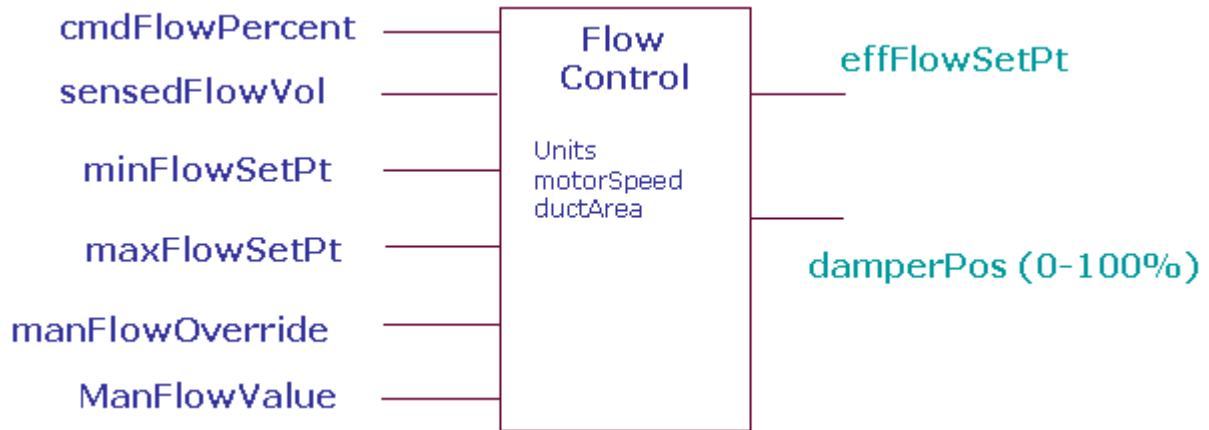 cmdFlowPercent
sensedFlowVol
minFlowSetPt
maxFlowSetPt
manFlowOverride
ManFlowValue
Flow
Control
Units
motorSpeed
ductArea
effFlowSetPt
damperPos (0-100%)